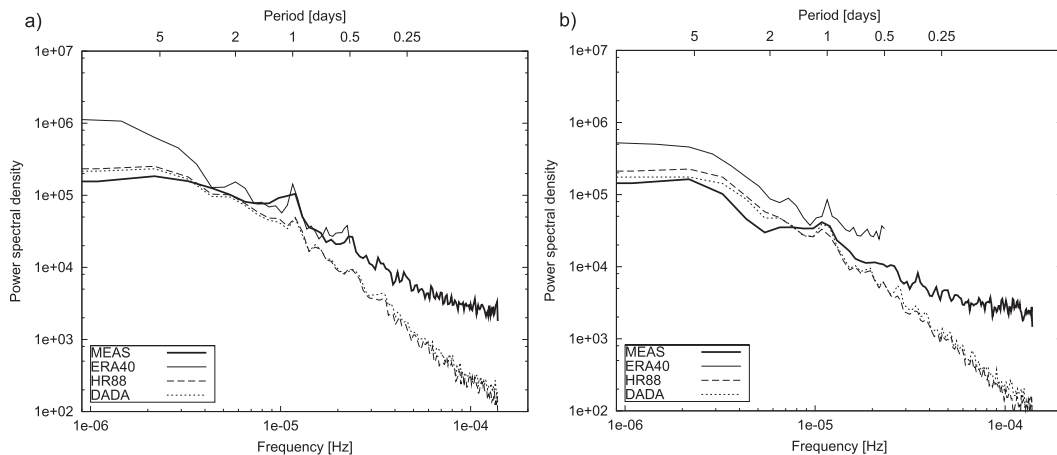 a)
Period [days]
5 2 1 0.5 0.25
1e+07
1e+06
1e+05
1e+04
1e+03
1e+02
Power spectral density
MEAS
ERA40
HR88
DADA
1e-06 1e-05 1e-04
Frequency [Hz]
b)
Period [days]
5 2 1 0.5 0.25
1e+07
1e+06
1e+05
1e+04
1e+03
1e+02
Power spectral density
MEAS
ERA40
HR88
DADA
1e-06 1e-05 1e-04
Frequency [Hz]